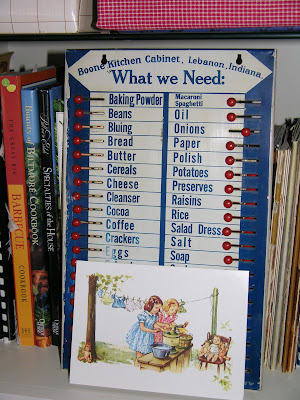 Boone Kitchen Cabinet, Lebanon, Indiana
What we Need:
Baking Powder
Beans
Bluing
Bread
Butter
Cereals
Cheese
Cleanser
Cocoa
Coffee
Crackers
Eggs
Macaroni
Spaghetti
Oil
Onions
Paper
Polish
Potatoes
Preserves
Raisins
Rice
Salad Dress
Salt
Soap
BARBECUE
COOKBOOK
BILTMORE COOKBOOK
SPECIALTIES OF THE HOUSE